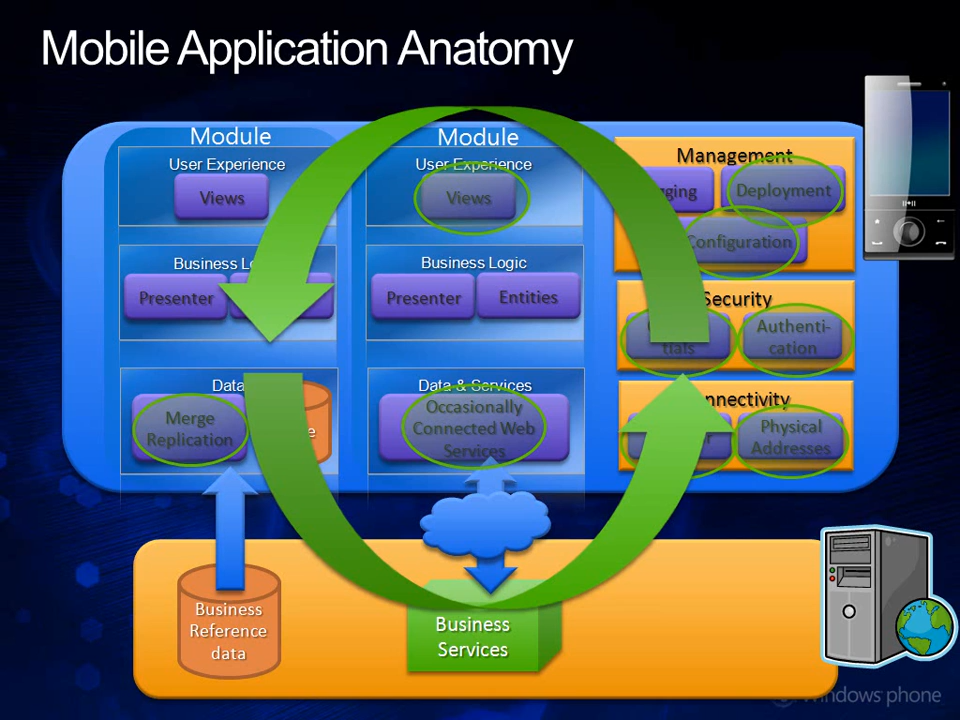 Mobile Application Anatomy
Module
Module
User Experience
User Experience
Management
Views
Views
Deployment
Configuration
Business
Business Logic
Presenter
Presenter
Entities
Security
Authenti-
cation
Data
Data & Services
Merge
Replication
Occasionally
Connected Web
Services
Physical
Addresses
Business
Reference
data
Business
Services
windows phone